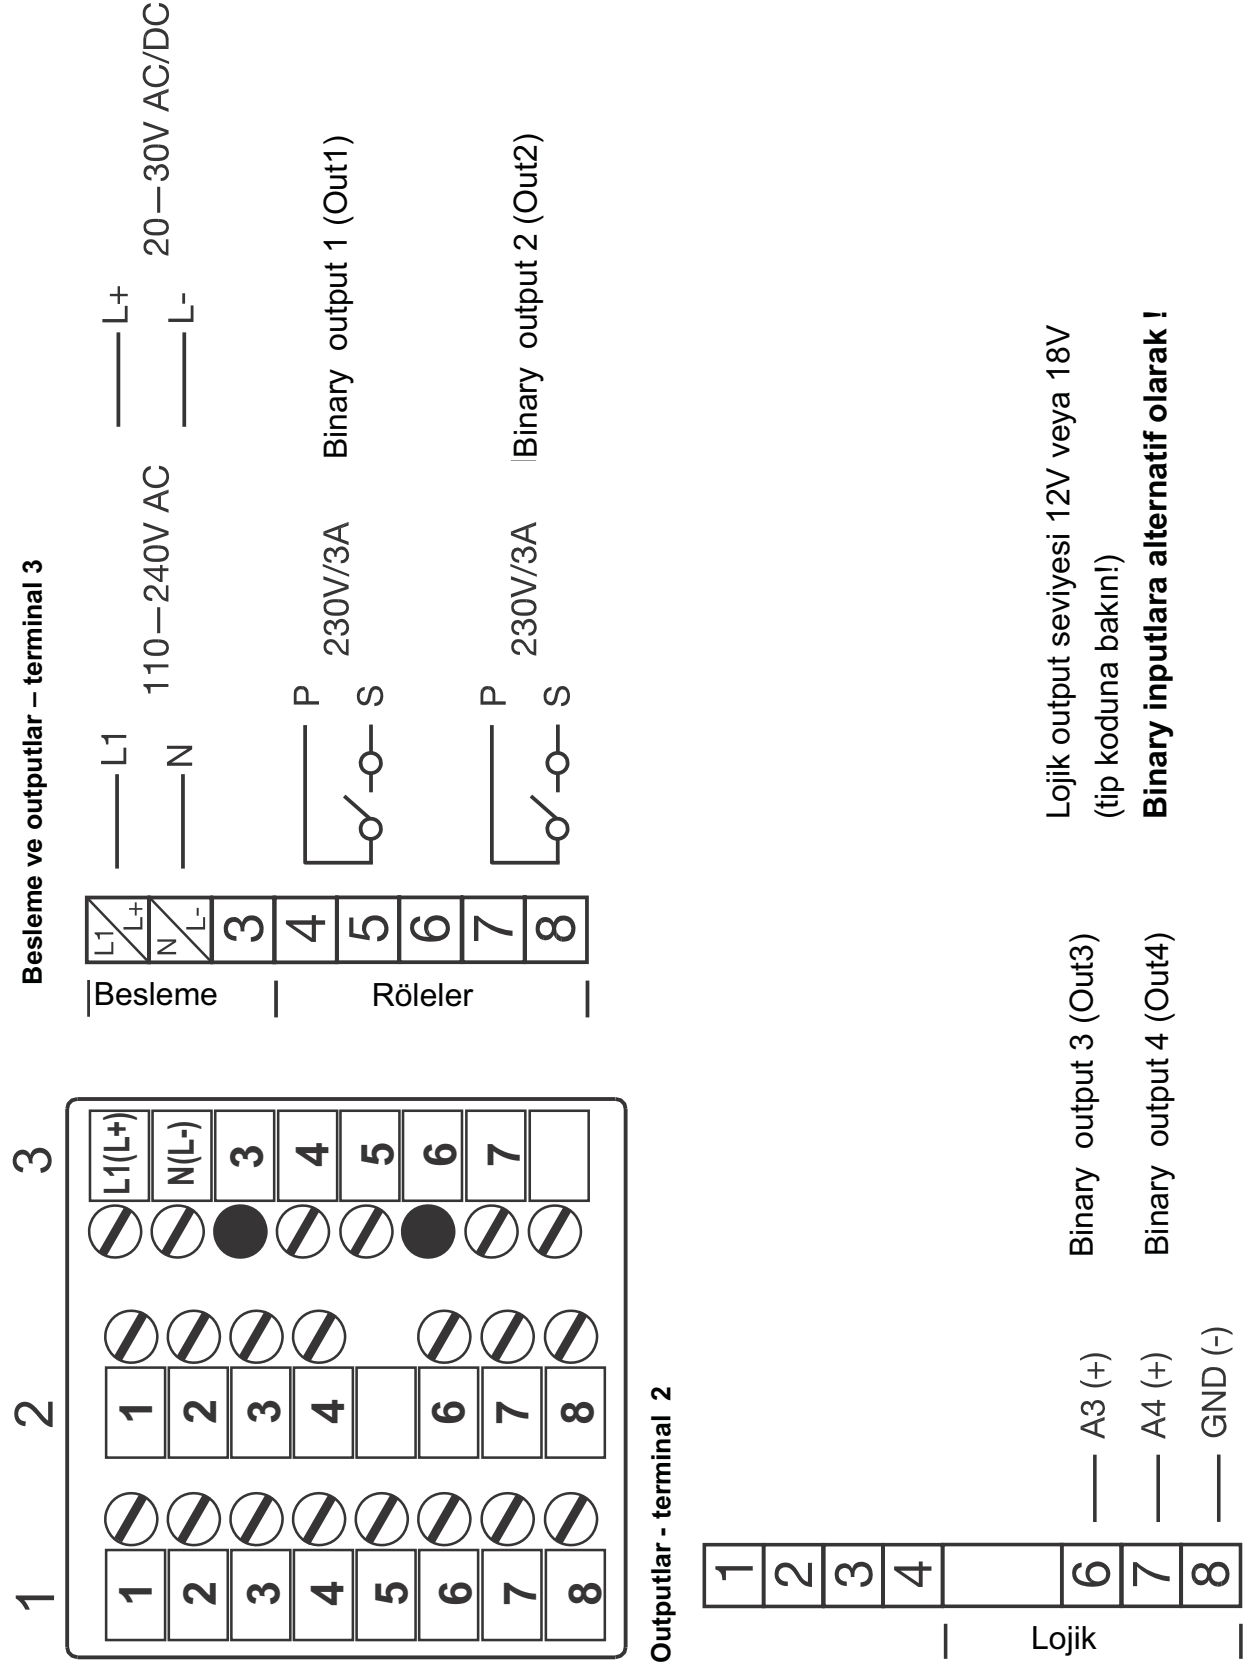 Besleme ve outputlar – terminal 3
L1
L+
N
L-
3
4
5
6
7
8
Besleme
Röleler
L1
N
110–240V AC
L+
L-
20–30V AC/DC
P
S
230V/3A
Binary output 1 (Out1)
P
S
230V/3A
Binary output 2 (Out2)
1
2
3
1
2
3
4
5
6
7
8
1
2
3
4
6
7
8
L1(L+)
N(L-)
3
4
5
6
7
Outputlar - terminal 2
1
2
3
4
6
7
8
Lojik
A3 (+)
A4 (+)
GND (-)
Binary output 3 (Out3)
Binary output 4 (Out4)
Lojik output seviyesi 12V veya 18V
(tip koduna bakın!)
Binary inputlara alternatif olarak !